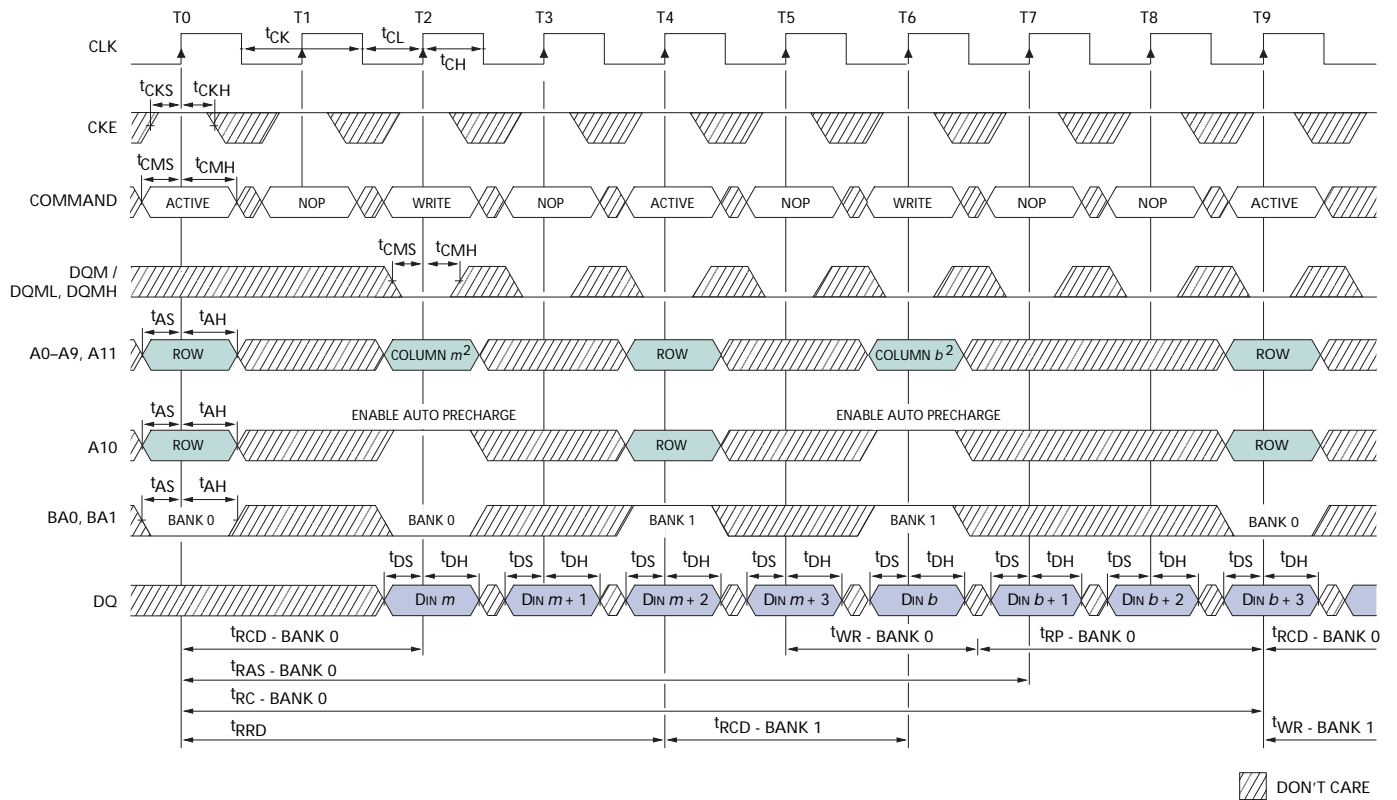 T0 T1 T2 T3 T4 T5 T6 T7 T8 T9
CLK tCK tCL tCH
tCKS tCKH
CKE
tCMS tCMH
COMMAND ACTIVE NOP WRITE NOP ACTIVE NOP WRITE NOP NOP ACTIVE
tCMS tCMH
DQM /
DQML, DQMH
tAS tAH
A0–A9, A11 ROW COLUMN m2 ROW COLUMN b2 ROW
tAS tAH ENABLE AUTO PRECHARGE ENABLE AUTO PRECHARGE
A10 ROW ROW ROW
tAS tAH
BA0, BA1 BANK 0 BANK 0 BANK 1 BANK 1 BANK 0
tDS tDH tDS tDH tDS tDH tDS tDH tDS tDH tDS tDH tDS tDH tDS tDH
DQ DIN m DIN m + 1 DIN m + 2 DIN m + 3 DIN b DIN b + 1 DIN b + 2 DIN b + 3
tRCD - BANK 0 tWR - BANK 0 tRP - BANK 0 tRCD - BANK 0
tRAS - BANK 0
tRC - BANK 0
tRRD tRCD - BANK 1 tWR - BANK 1
DON'T CARE